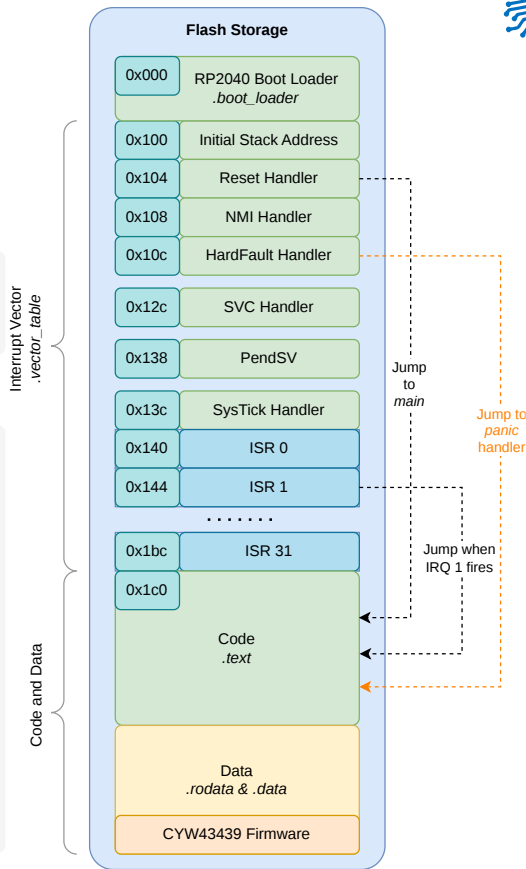 Flash Storage
0x000
RP2040 Boot Loader
.boot_loader
0x100
Initial Stack Address
0x104
Reset Handler
0x108
NMI Handler
0x10c
HardFault Handler
0x12c
SVC Handler
0x138
PendSV
0x13c
SysTick Handler
0x140
ISR 0
0x144
ISR 1
.......
0x1bc
ISR 31
0x1c0
Code
.text
Data
.rodata & .data
CYW43439 Firmware
Interrupt Vector
.vector_table
Code and Data
Jump
to
main
Jump to
panic
handler
Jump when
IRQ 1 fires